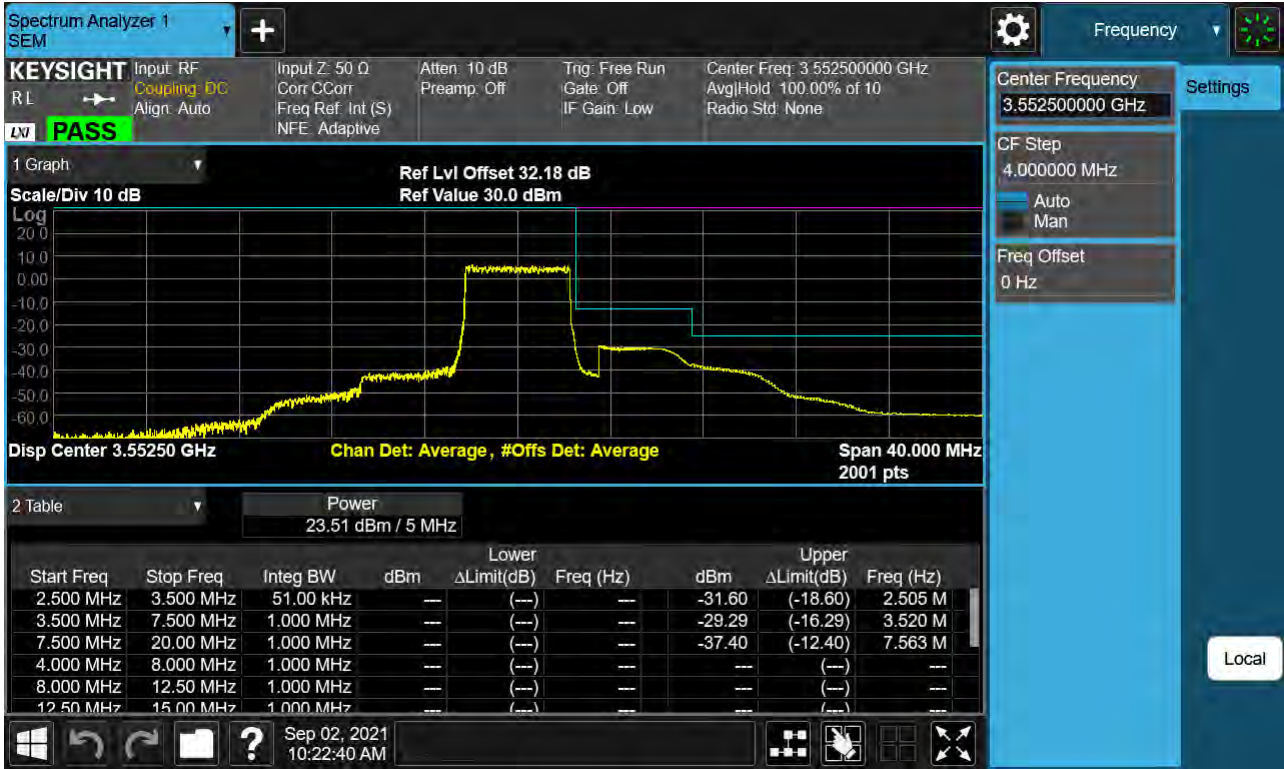 Spectrum Analyzer 1
SEM
+
Frequency
KEYSIGHT Input: RF Input Z: 50 Ω Atten: 10 dB Trig: Free Run Center Freq: 3.552500000 GHz
R L Coupling: DC Corr CCorr Preamp: Off Gate: Off Avg|Hold: 100.00% of 10
Align: Auto Freq Ref: Int (S) IF Gain: Low Radio Std: None
LXI PASS NFE: Adaptive
Center Frequency
3.552500000 GHz
Settings
CF Step
4.000000 MHz
Auto
Man
Freq Offset
0 Hz
Local
1 Graph
Ref Lvl Offset 32.18 dB
Scale/Div 10 dB Ref Value 30.0 dBm
Log
20.0
10.0
0.00
-10.0
-20.0
-30.0
-40.0
-50.0
-60.0
Disp Center 3.55250 GHz Chan Det: Average, #Offs Det: Average Span 40.000 MHz
2001 pts
2 Table
Power
23.51 dBm / 5 MHz
Lower Upper
Start Freq Stop Freq Integ BW dBm ΔLimit(dB) Freq (Hz) dBm ΔLimit(dB) Freq (Hz)
2.500 MHz 3.500 MHz 51.00 kHz --- (---) --- -31.60 (-18.60) 2.505 M
3.500 MHz 7.500 MHz 1.000 MHz --- (---) --- -29.29 (-16.29) 3.520 M
7.500 MHz 20.00 MHz 1.000 MHz --- (---) --- -37.40 (-12.40) 7.563 M
4.000 MHz 8.000 MHz 1.000 MHz --- (---) --- --- (---) ---
8.000 MHz 12.50 MHz 1.000 MHz --- (---) --- --- (---) ---
12.50 MHz 15.00 MHz 1.000 MHz --- (---) --- --- (---) ---
? Sep 02, 2021
10:22:40 AM